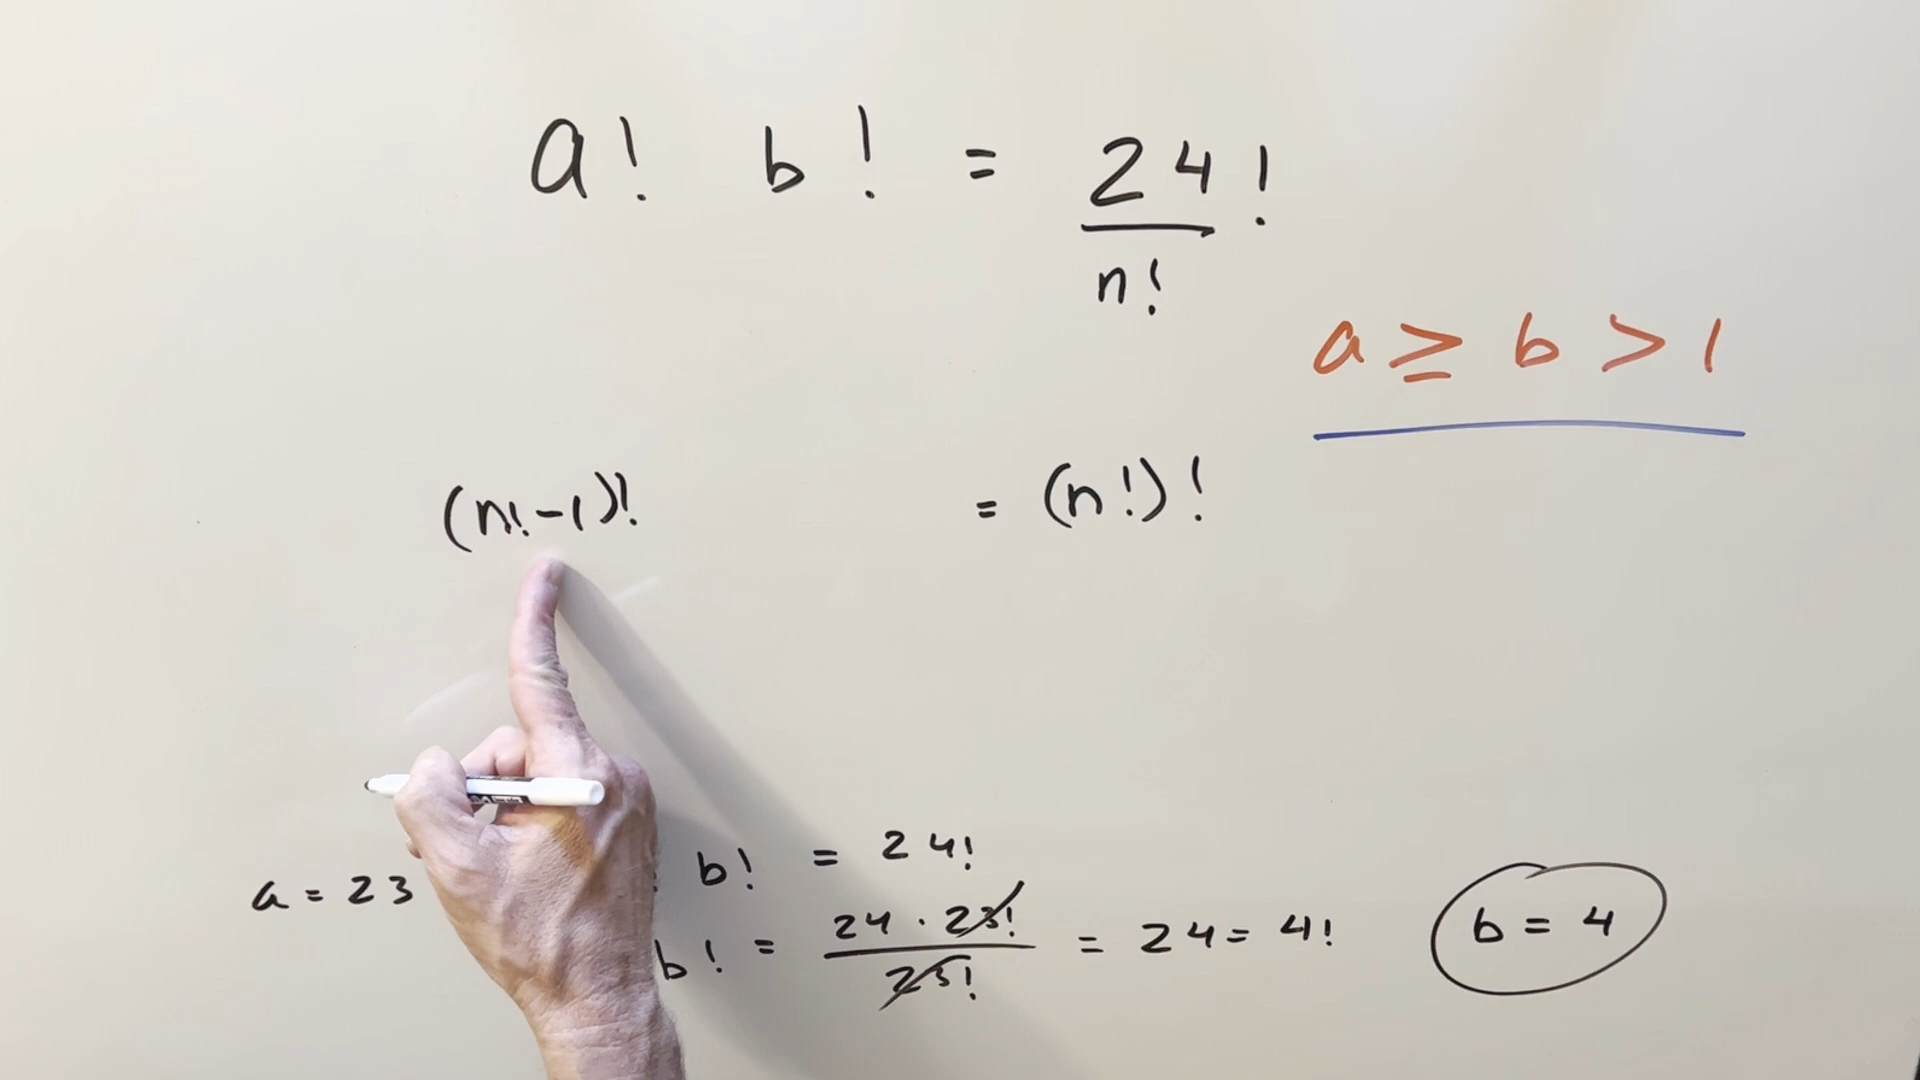 a! b! = 24!
n!
a ≥ b > 1
(n!-1)! = (n!)!
b! = 24!
a = 23
b! = 24 · 23! / 23! = 24 = 4!
b = 4